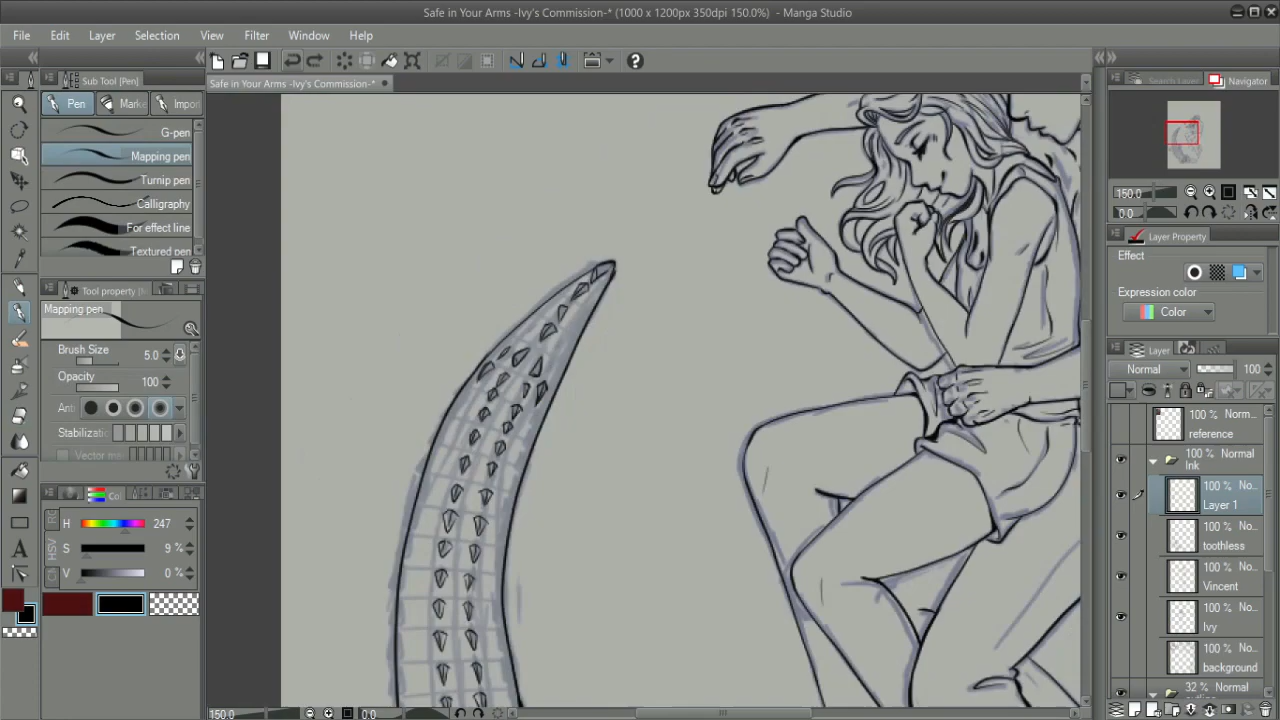 Safe in Your Arms -Ivy's Commission-* (1000 x 1200px 350dpi 150.0%) - Manga Studio
File Edit Layer Selection View Filter Window Help
Sub Tool [Pen]
Safe in Your Arms -Ivy's Commission-*
Search Layer Navigator
Pen Marke Import
G-pen
Mapping pen
Turnip pen
Calligraphy
For effect line
Textured pen
150.0
0.0
Layer Property
Effect
Expression color
Color
Tool property [
Mapping pen
Brush Size 5.0
Opacity 100
Anti
Stabilizatic
Vector m
Col
H 247
S 9 %
V 0 %
Layer
Normal 100
100 % Norm...
reference
100 % Normal
Ink
100 % No...
Layer 1
100 % No...
toothless
100 % No...
Vincent
100 % No...
Ivy
100 % No...
background
32 % Normal
150.0 0.0